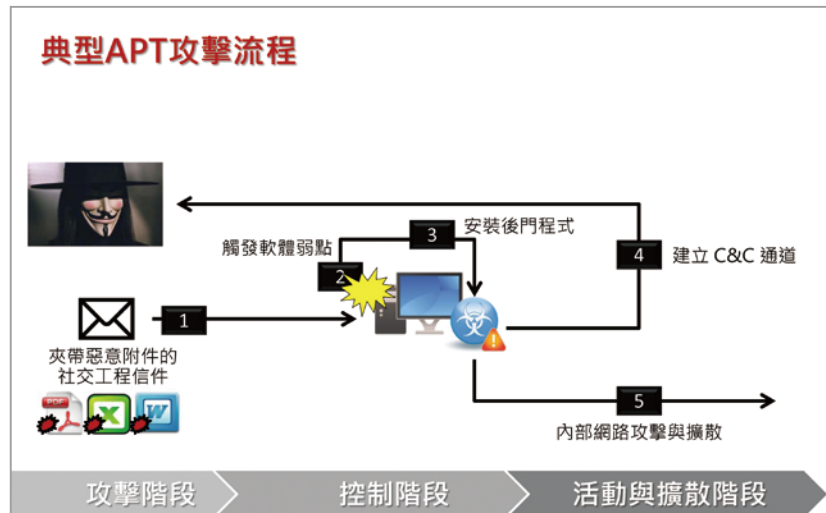 典型APT攻擊流程
觸發軟體弱點
2
3
安裝後門程式
4
建立 C&C 通道
1
夾帶惡意附件的
社交工程信件
PDF
X
W
5
內部網路攻擊與擴散
攻擊階段
控制階段
活動與擴散階段